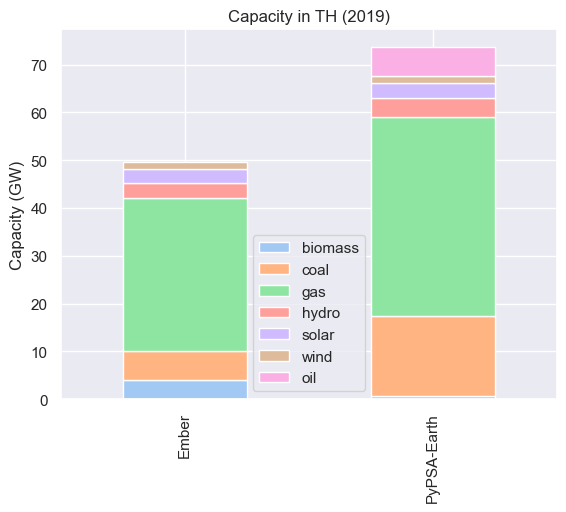 Capacity in TH (2019)
Capacity (GW)
70
60
50
40
30
20
10
0
biomass
coal
gas
hydro
solar
wind
oil
Ember
PyPSA-Earth